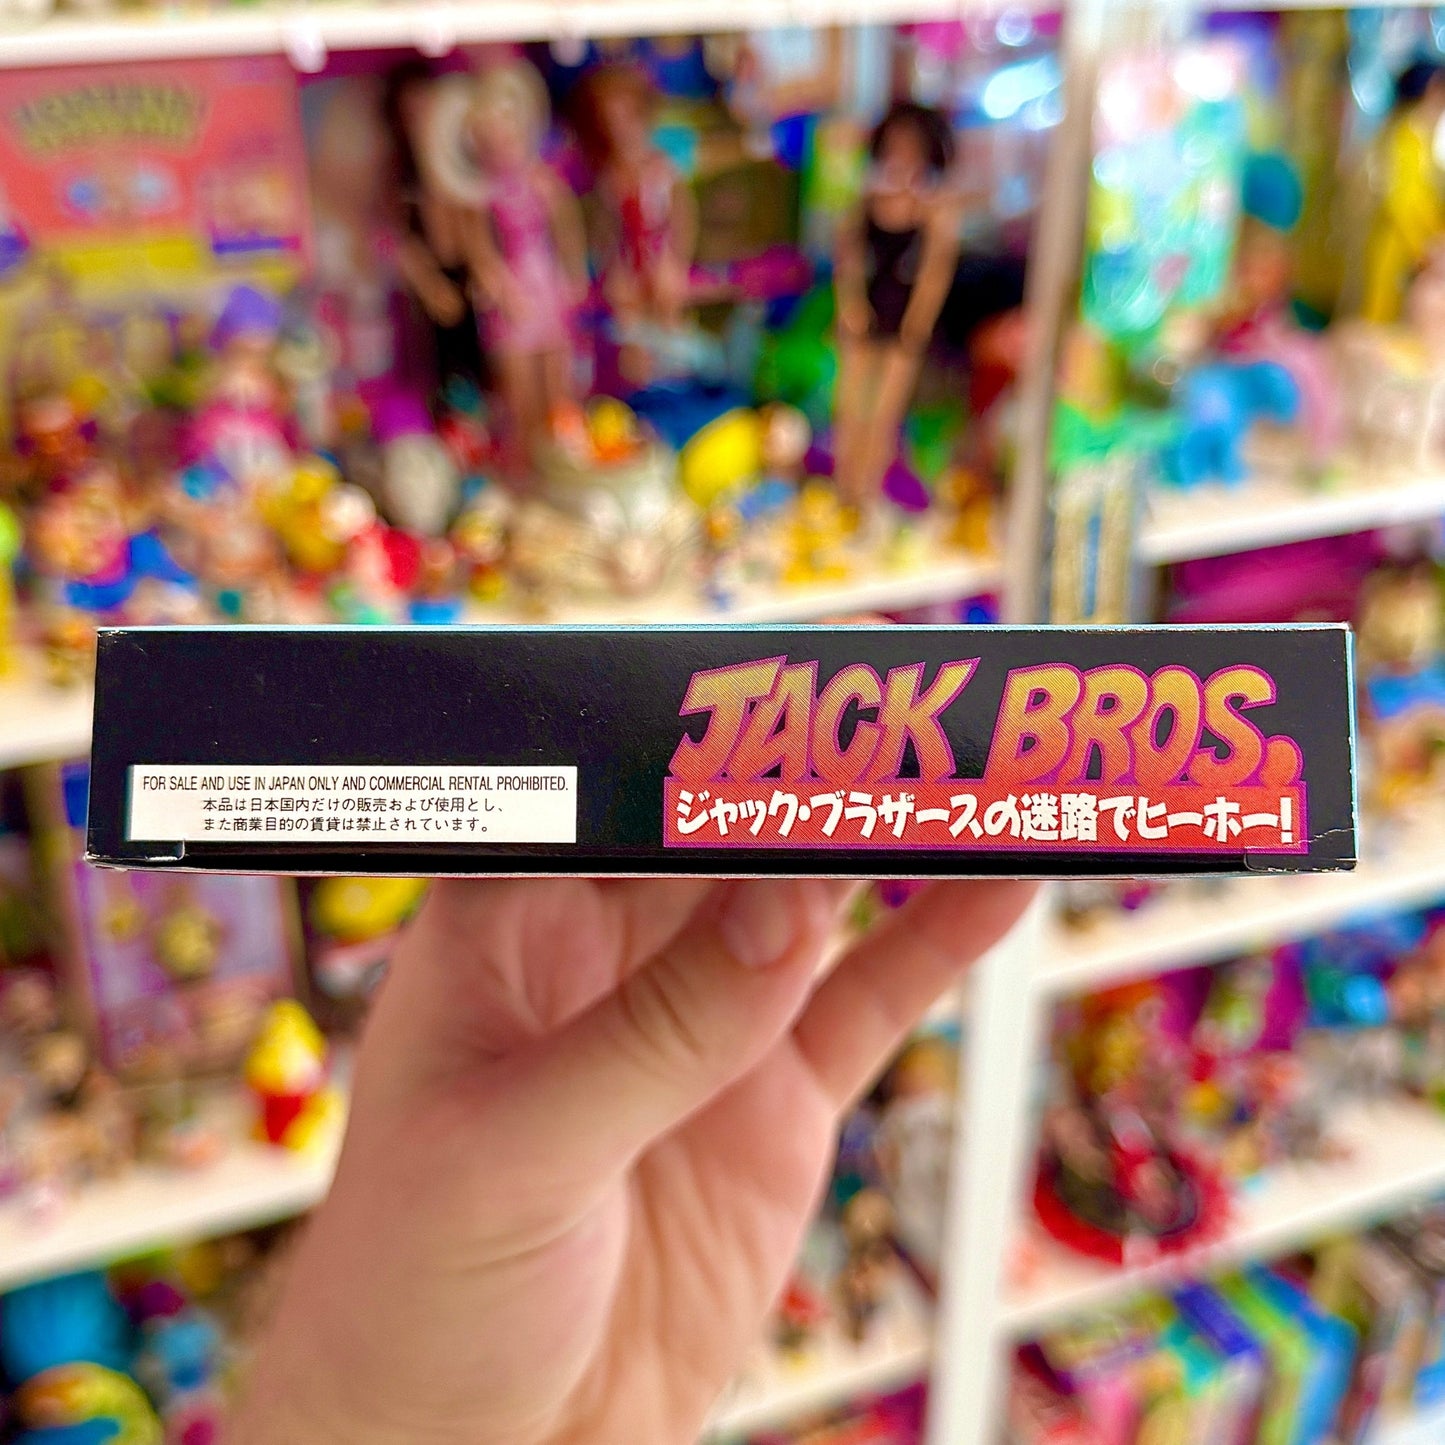 JACK BROS.
ジャック・ブラザースの迷路でヒーホー!
FOR SALE AND USE IN JAPAN ONLY AND COMMERCIAL RENTAL PROHIBITED.
本品は日本国内だけの販売および使用とし、
また商業目的の賃貸は禁止されています。